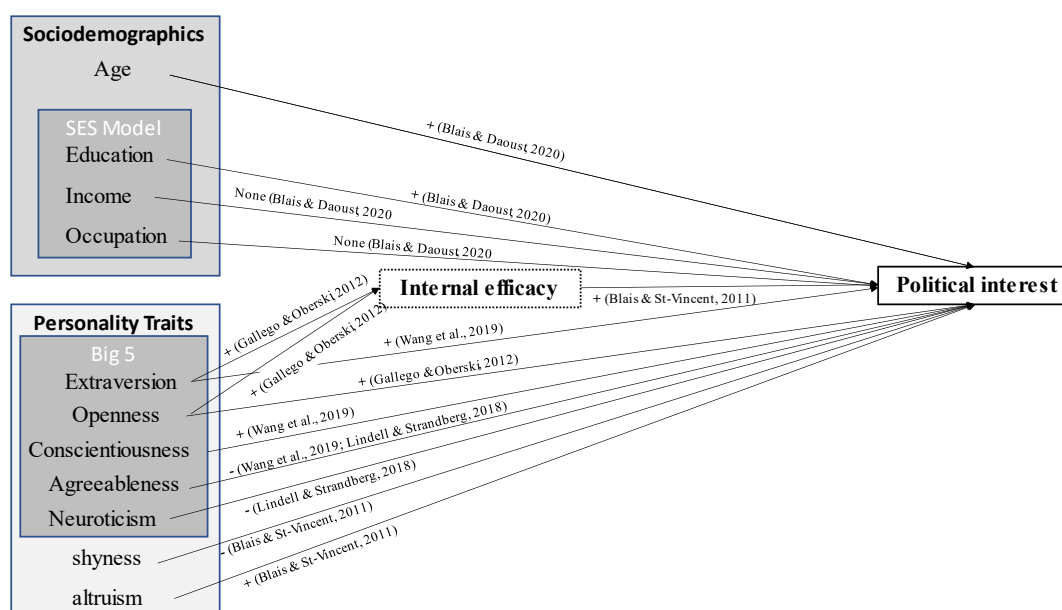 Sociodemographics
Age
SES Model
Education
Income
Occupation
+ (Blais & Daoust, 2020)
+ (Blais & Daoust, 2020)
None (Blais & Daoust, 2020
None (Blais & Daoust, 2020
Internal efficacy
Political interest
+ (Blais & St-Vincent, 2011)
Personality Traits
Big 5
Extraversion
Openness
Conscientiousness
Agreeableness
Neuroticism
shyness
altruism
+ (Gallego & Oberski, 2012)
+ (Gallego & Oberski, 2012)
+ (Wang et al., 2019)
+ (Gallego & Oberski, 2012)
+ (Wang et al., 2019)
- (Wang et al., 2019; Lindell & Strandberg, 2018)
- (Lindell & Strandberg, 2018)
- (Blais & St-Vincent, 2011)
+ (Blais & St-Vincent, 2011)